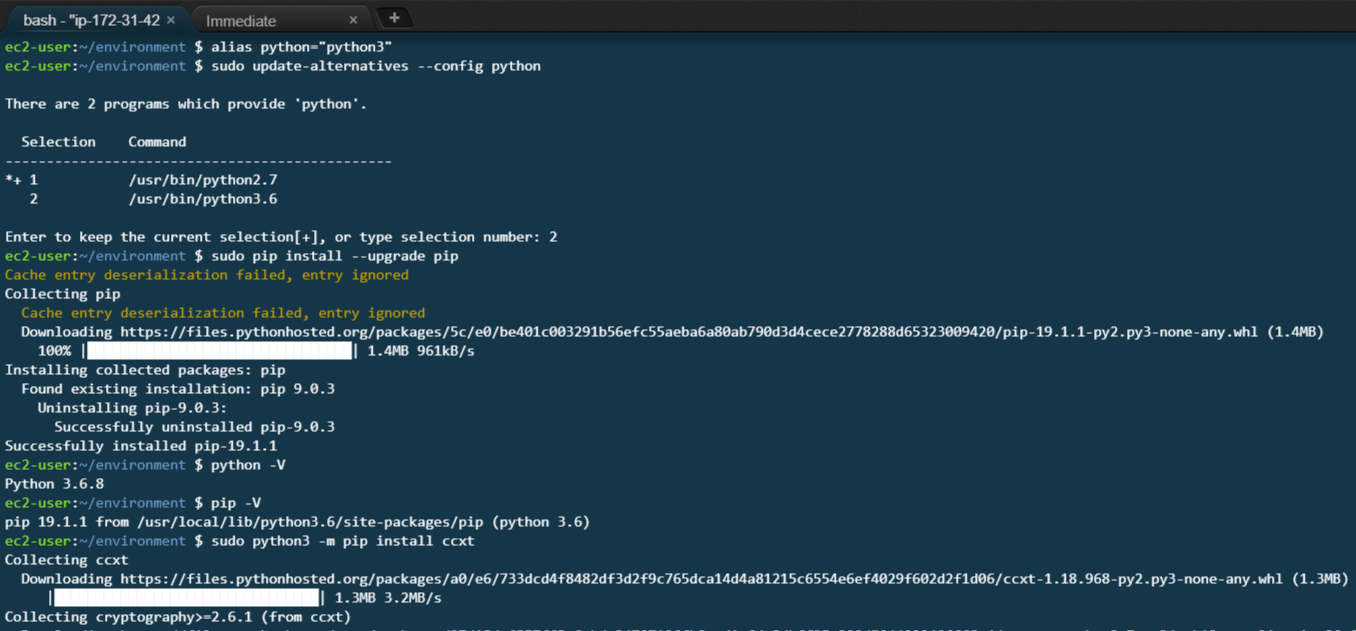 bash - "ip-172-31-42 ×
Immediate ×
+
ec2-user:~/environment $ alias python="python3"
ec2-user:~/environment $ sudo update-alternatives --config python
There are 2 programs which provide 'python'.
Selection Command
-----------------------------------------------
*+ 1 /usr/bin/python2.7
2 /usr/bin/python3.6
Enter to keep the current selection[+], or type selection number: 2
ec2-user:~/environment $ sudo pip install --upgrade pip
Cache entry deserialization failed, entry ignored
Collecting pip
Cache entry deserialization failed, entry ignored
Downloading https://files.pythonhosted.org/packages/5c/e0/be401c003291b56efc55aeba6a80ab790d3d4cece2778288d65323009420/pip-19.1.1-py2.py3-none-any.whl (1.4MB)
100% |████████████████████████████████| 1.4MB 961kB/s
Installing collected packages: pip
Found existing installation: pip 9.0.3
Uninstalling pip-9.0.3:
Successfully uninstalled pip-9.0.3
Successfully installed pip-19.1.1
ec2-user:~/environment $ python -V
Python 3.6.8
ec2-user:~/environment $ pip -V
pip 19.1.1 from /usr/local/lib/python3.6/site-packages/pip (python 3.6)
ec2-user:~/environment $ sudo python3 -m pip install ccxt
Collecting ccxt
Downloading https://files.pythonhosted.org/packages/a0/e6/733dcd4f8482df3d2f9c765dca14d4a81215c6554e6ef4029f602d2f1d06/ccxt-1.18.968-py2.py3-none-any.whl (1.3MB)
|████████████████████████████████| 1.3MB 3.2MB/s
Collecting cryptography>=2.6.1 (from ccxt)